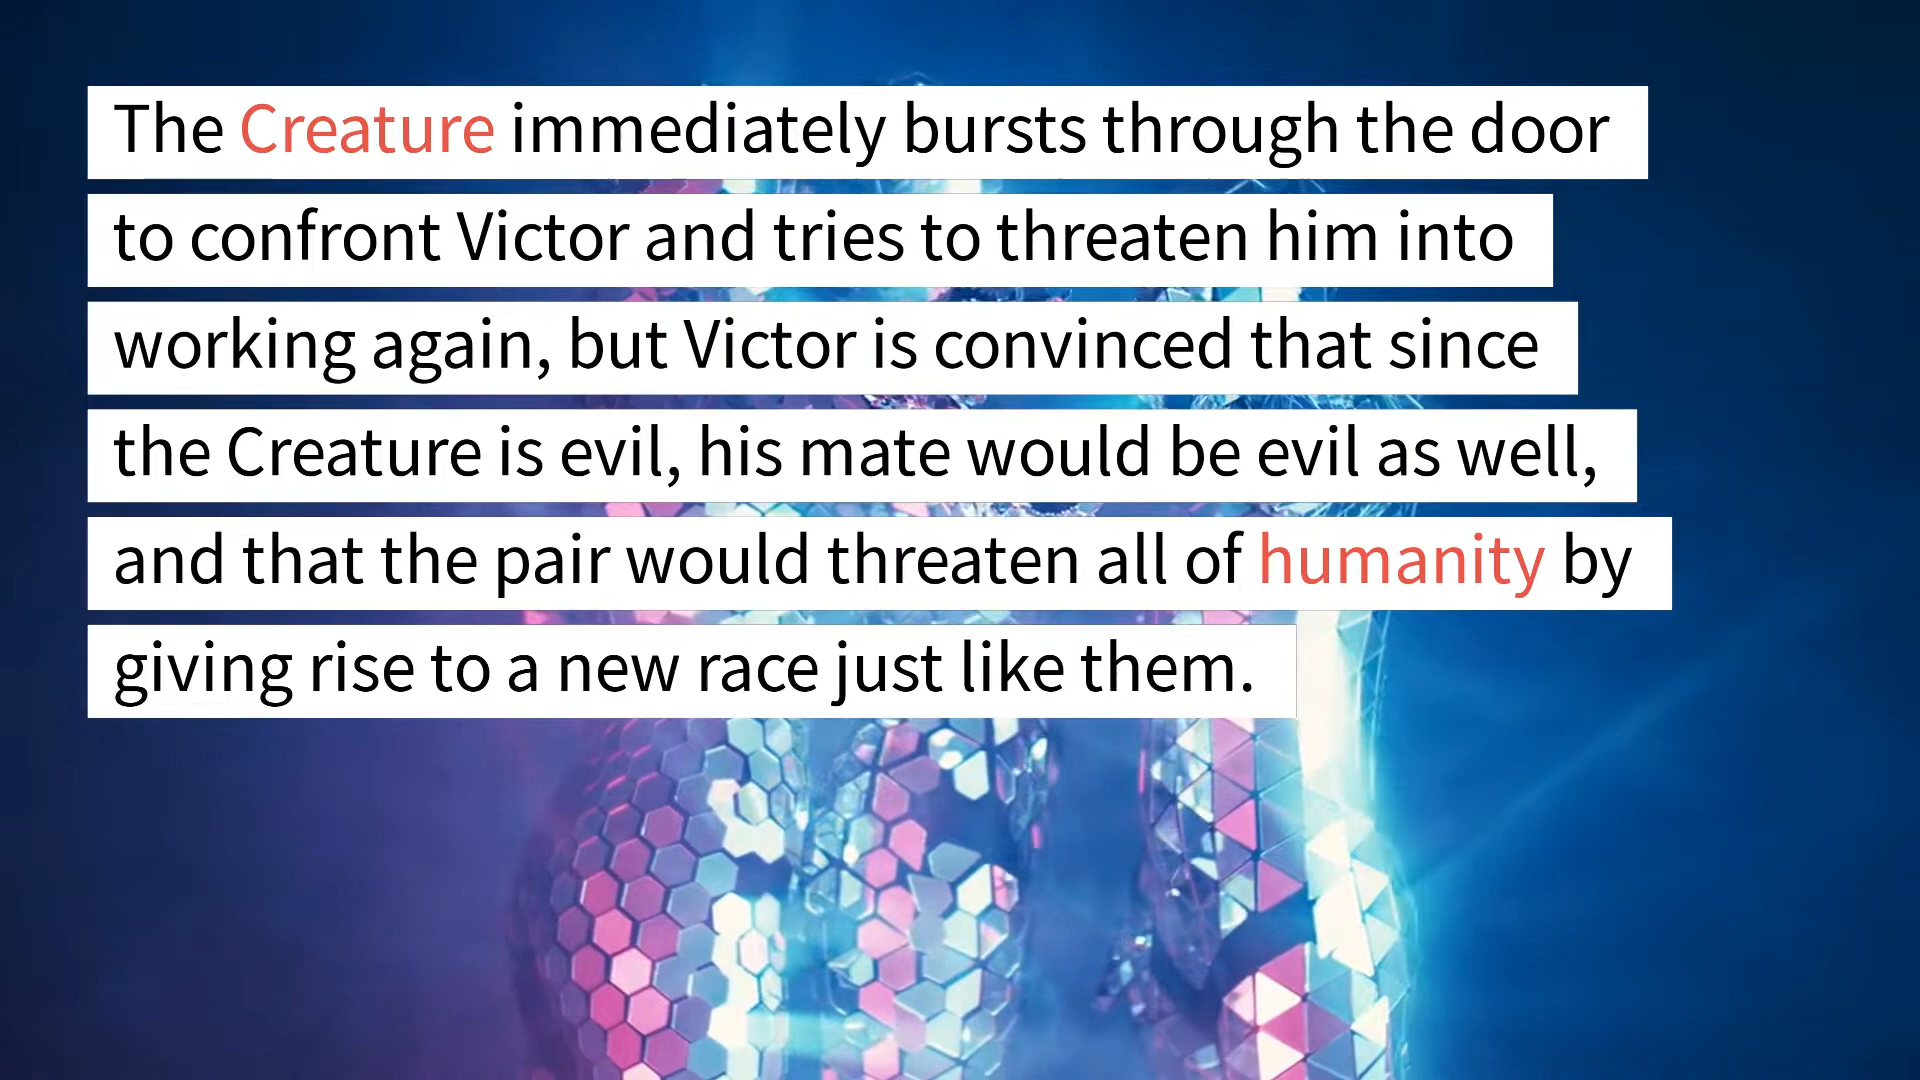 The Creature immediately bursts through the door
to confront Victor and tries to threaten him into
working again, but Victor is convinced that since
the Creature is evil, his mate would be evil as well,
and that the pair would threaten all of humanity by
giving rise to a new race just like them.